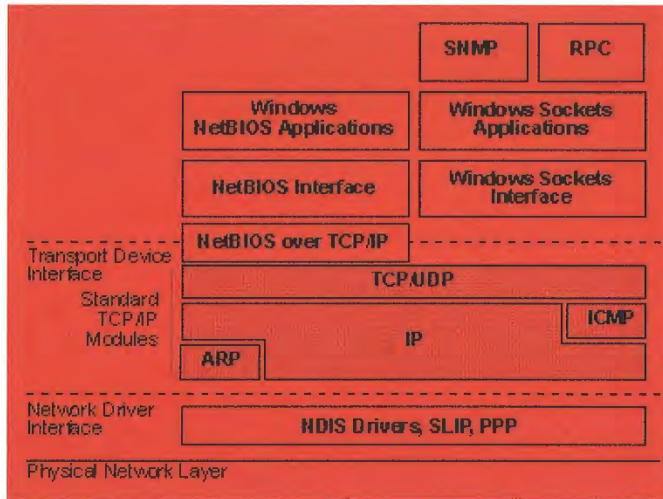 SNMP
RPC
Windows
NetBIOS Applications
Windows Sockets
Applications
NetBIOS Interface
Windows Sockets
Interface
NetBIOS over TCP/IP
Transport Device
Interface
TCP/UDP
Standard
TCP/IP
Modules
ICMP
IP
ARP
Network Driver
Interface
NDIS Drivers, SLIP, PPP
Physical Network Layer